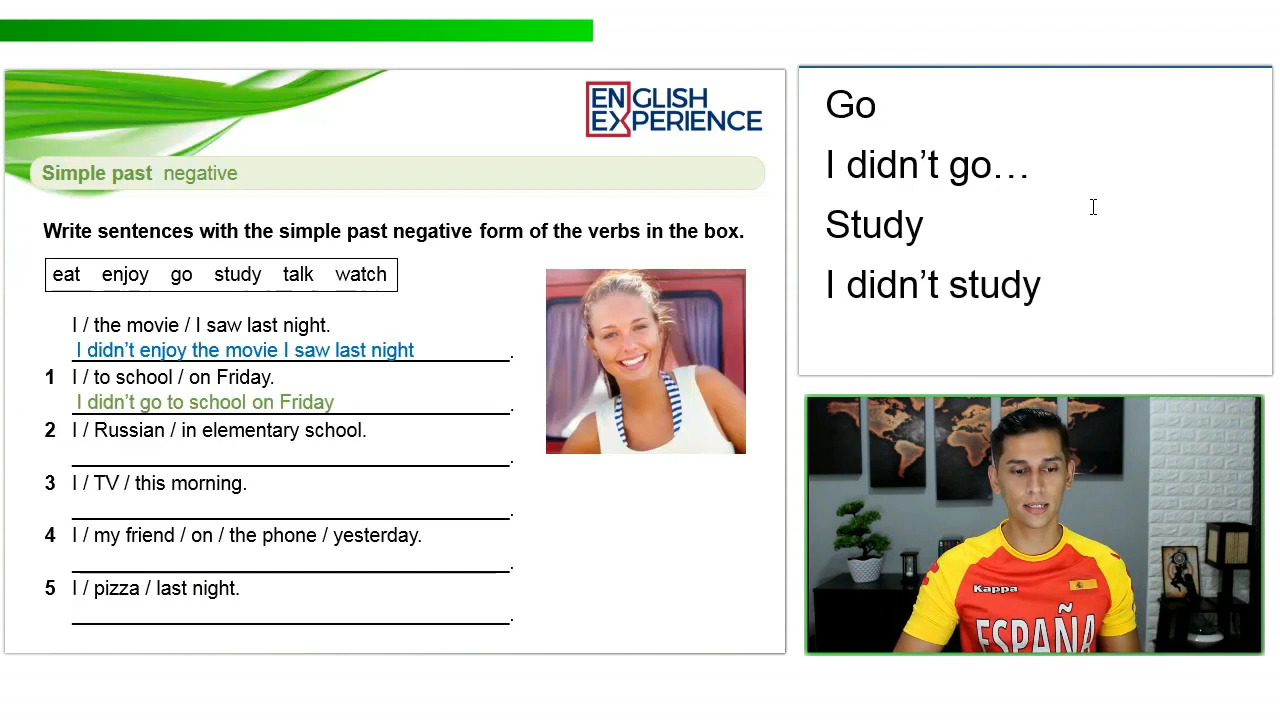 ENGLISH
EXPERIENCE
Simple past negative
Write sentences with the simple past negative form of the verbs in the box.
eat enjoy go study talk watch
I / the movie / I saw last night.
I didn’t enjoy the movie I saw last night.
1 I / to school / on Friday.
I didn’t go to school on Friday.
2 I / Russian / in elementary school.
.
3 I / TV / this morning.
.
4 I / my friend / on / the phone / yesterday.
.
5 I / pizza / last night.
.
Go
I didn’t go…
Study
I didn’t study
Kappa
ESPAÑA